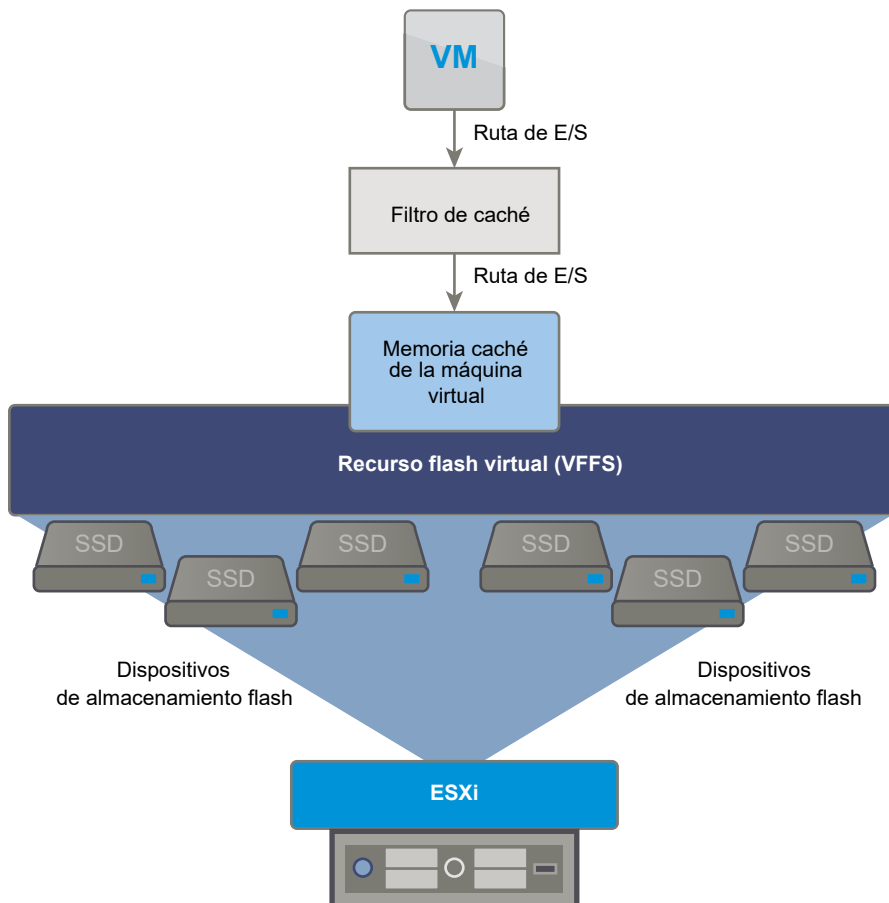 VM
Ruta de E/S
Filtro de caché
Ruta de E/S
Memoria caché
de la máquina
virtual
Recurso flash virtual (VFFS)
SSD
SSD
SSD
SSD
SSD
SSD
Dispositivos
de almacenamiento flash
Dispositivos
de almacenamiento flash
ESXi